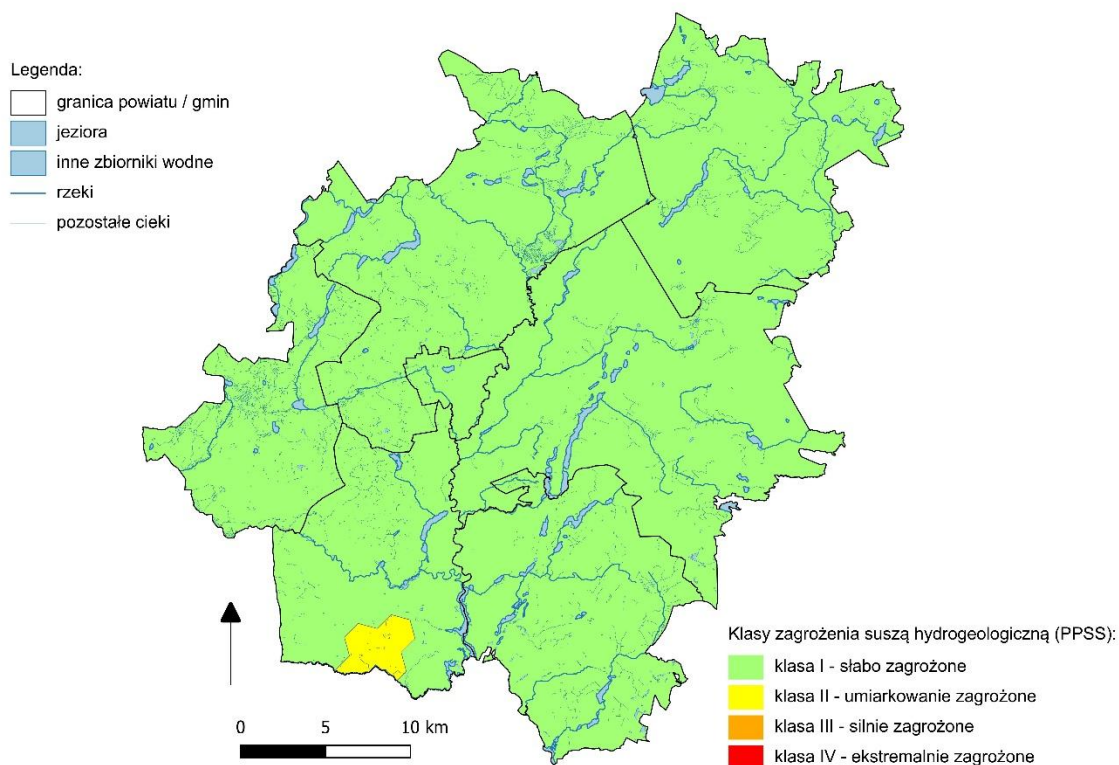 Legenda:
granica powiatu / gmin
jeziora
inne zbiorniki wodne
rzeki
pozostałe cieki
Klasy zagrożenia suszą hydrogeologiczną (PPSS):
klasa I - słabo zagrożone
klasa II - umiarkowanie zagrożone
klasa III - silnie zagrożone
klasa IV - ekstremalnie zagrożone
0 5 10 km